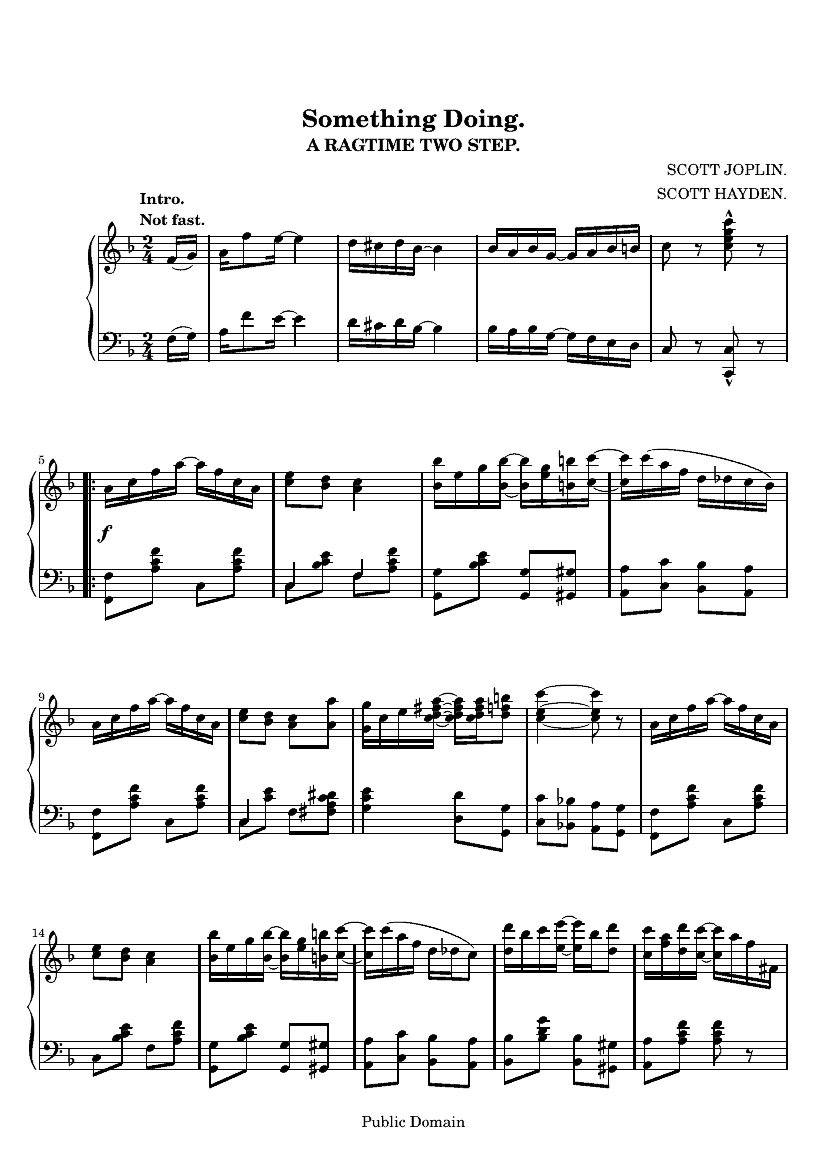 Something Doing.
A RAGTIME TWO STEP.
SCOTT JOPLIN.
SCOTT HAYDEN.
Intro.
Not fast.
2 4
2 4
5
f
9
14
Public Domain